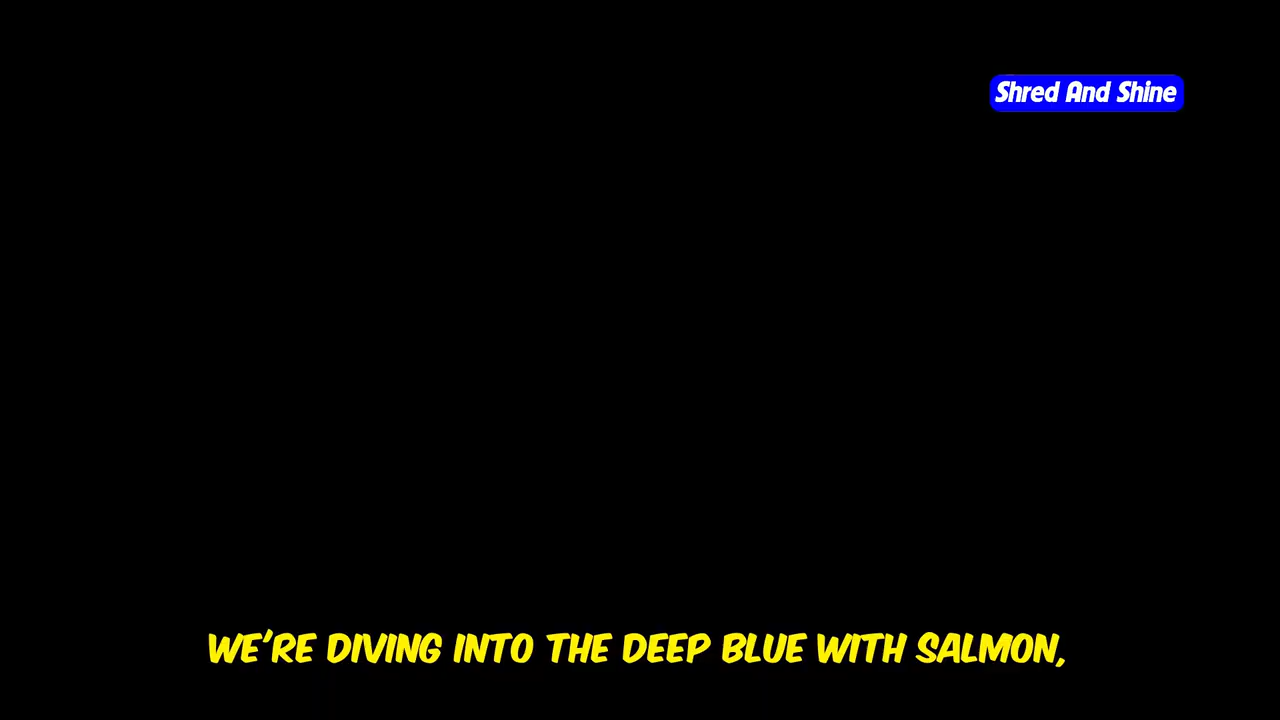 Shred And Shine
WE'RE DIVING INTO THE DEEP BLUE WITH SALMON,